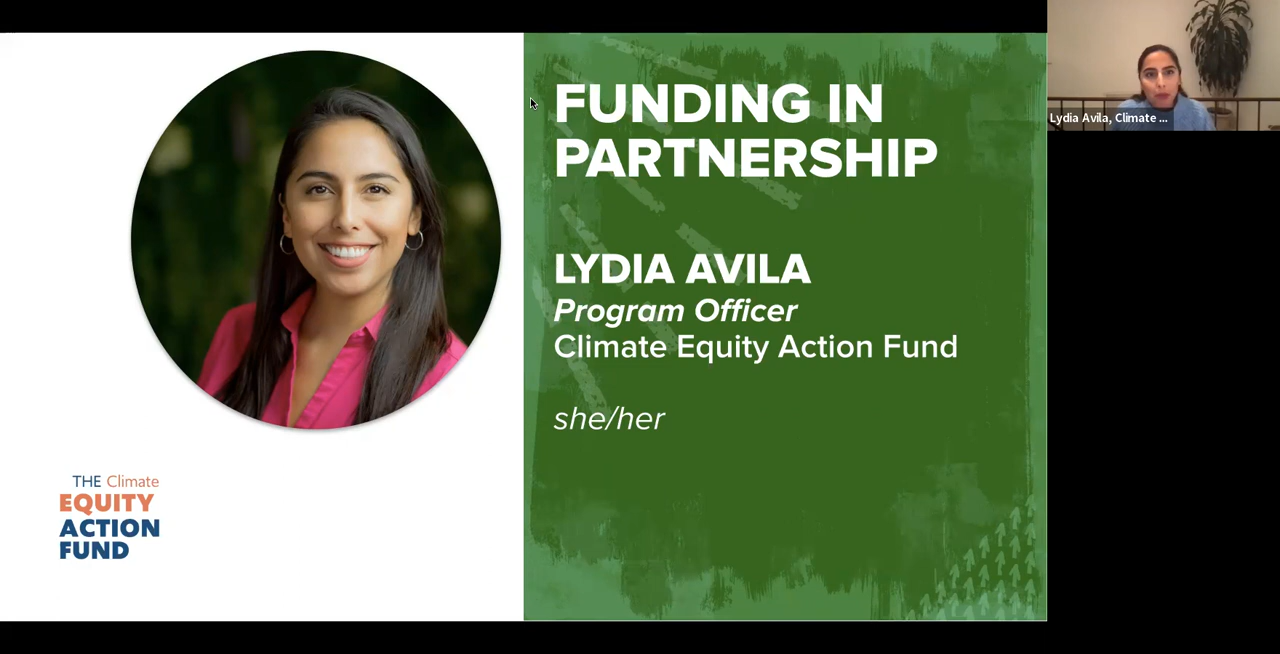 FUNDING IN
PARTNERSHIP
LYDIA AVILA
Program Officer
Climate Equity Action Fund
she/her
THE Climate
EQUITY
ACTION
FUND
Lydia Avila, Climate ...